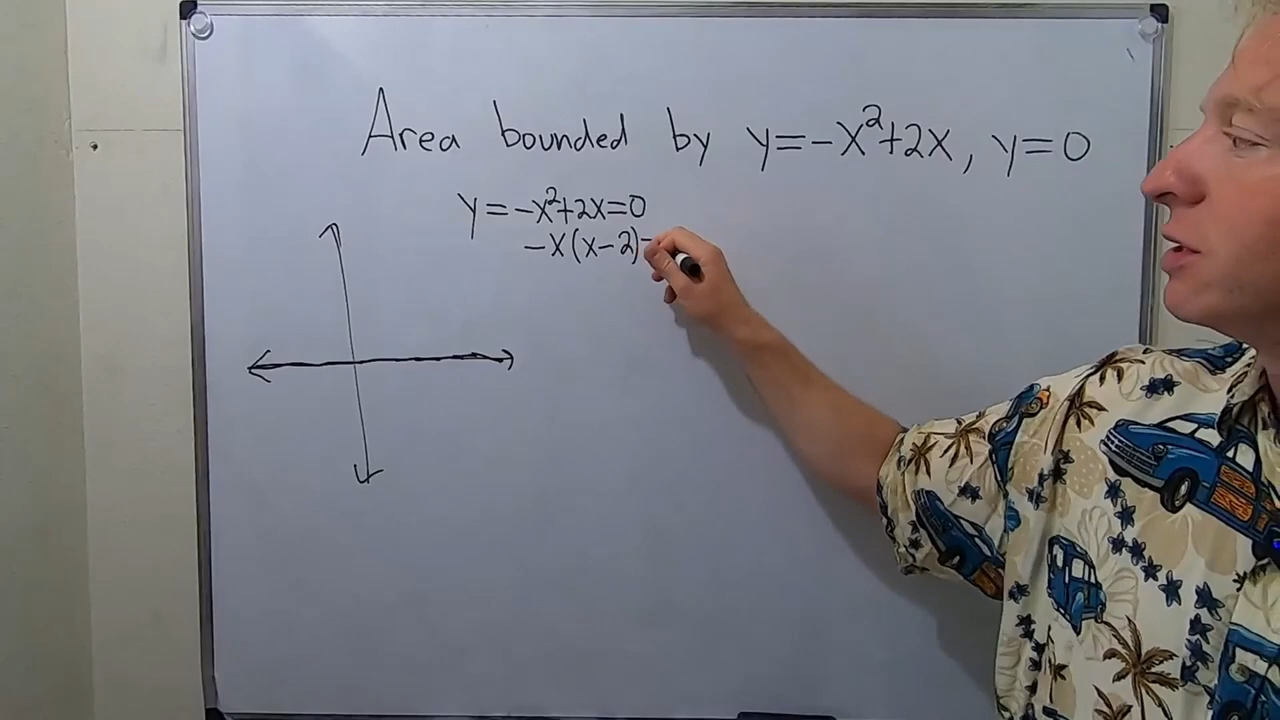 Area bounded by y=-x²+2x, y=0
y=-x²+2x=0
-x(x-2)=